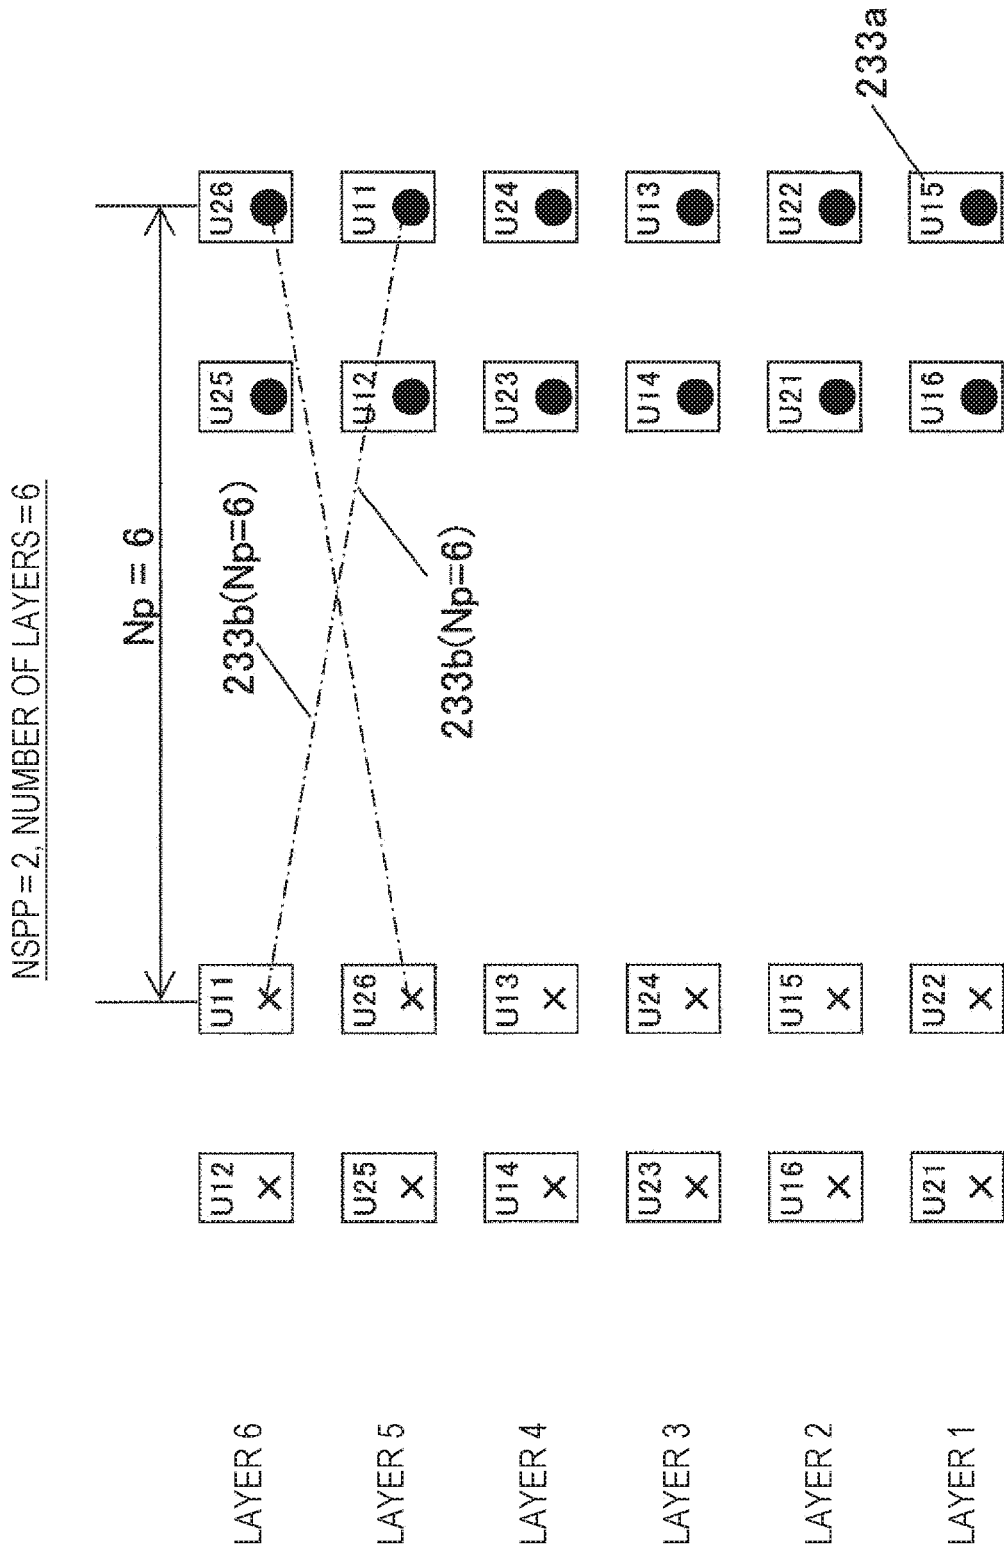 NSPP=2, NUMBER OF LAYERS=6
Np = 6
233b(Np=6)
233b(Np=6)
LAYER 6 U12 U11 U25 U26
LAYER 5 U25 U26 U12 U11
LAYER 4 U14 U13 U23 U24
LAYER 3 U23 U24 U14 U13
LAYER 2 U16 U15 U21 U22
LAYER 1 U21 U22 U16 U15
233a